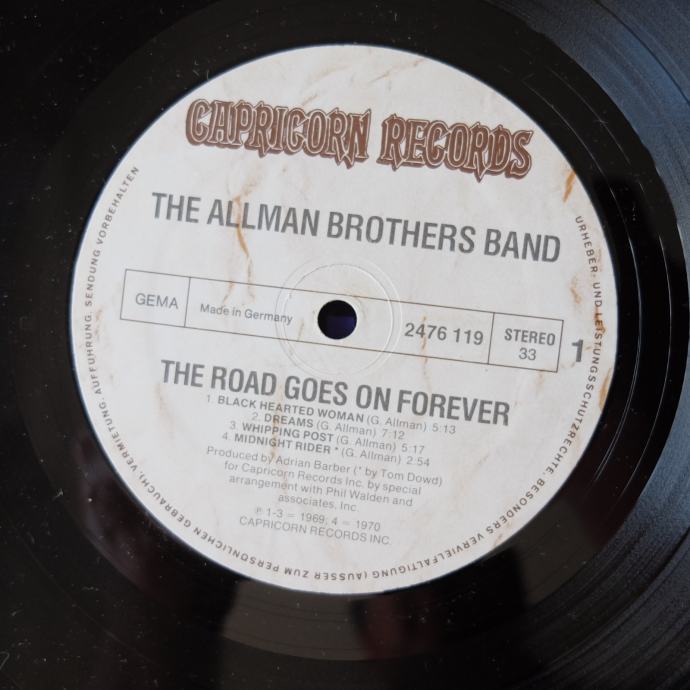 CAPRICORN RECORDS
THE ALLMAN BROTHERS BAND
GEMA
Made in Germany
2476 119
STEREO
33
1
THE ROAD GOES ON FOREVER
1. BLACK HEARTED WOMAN (G. Allman) 5:13
2. DREAMS (G. Allman) 7:12
3. WHIPPING POST (G. Allman) 5:17
4. MIDNIGHT RIDER * (G. Allman) 2:54
Produced by Adrian Barber (* by Tom Dowd)
for Capricorn Records Inc. by special
arrangement with Phil Walden and
associates, Inc.
℗ 1-3 = 1969; 4 = 1970
CAPRICORN RECORDS INC.
URHEBER- UND LEISTUNGSSCHUTZRECHTE, BESONDERS VERVIELFÄLTIGUNG (AUSSER ZUM PERSÖNLICHEN GEBRAUCH), VERMIETUNG, AUFFÜHRUNG, SENDUNG VORBEHALTEN